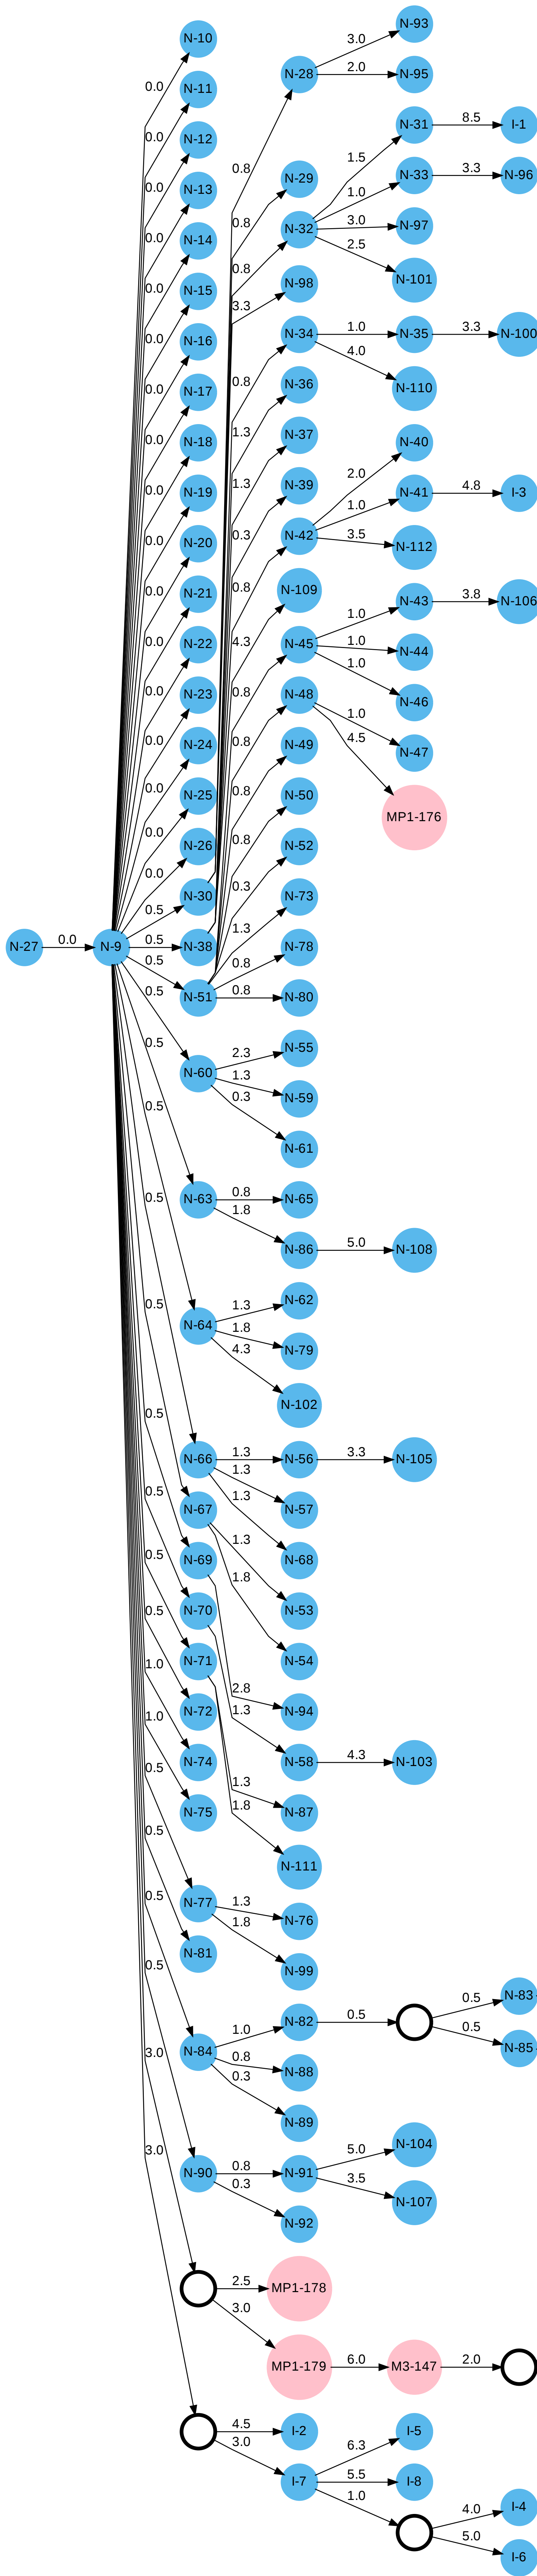 N-93
N-10
3.0
N-28
2.0
N-95
0.0
N-11
N-31
8.5
I-1
0.0
N-12
1.5
0.8
N-29
1.0
N-33
3.3
N-96
0.0
N-13
0.8
N-32
3.0
N-97
0.0
N-14
0.8
2.5
N-101
0.0
N-15
3.3
N-98
0.0
N-16
N-34
1.0
N-35
3.3
N-100
0.0
N-17
0.8
N-36
4.0
N-110
0.0
N-18
1.3
N-37
N-40
0.0
N-19
1.3
N-39
2.0
N-41
4.8
I-3
0.0
N-20
0.3
N-42
1.0
3.5
N-112
0.0
N-21
0.8
N-109
N-43
3.8
N-106
0.0
N-22
4.3
N-45
1.0
1.0
N-44
0.0
N-23
0.8
N-48
1.0
N-46
0.0
N-24
0.8
N-49
1.0
N-47
0.0
N-25
0.8
N-50
4.5
MP1-176
0.0
N-26
0.8
N-52
0.0
N-30
0.3
N-73
0.5
N-27
0.0
N-9
0.5
N-38
1.3
N-78
0.5
N-51
0.8
0.8
N-80
0.5
N-60
2.3
N-55
0.5
1.3
N-59
0.3
N-61
0.5
N-63
0.8
N-65
0.5
1.8
N-86
5.0
N-108
0.5
N-64
1.3
N-62
1.8
N-79
4.3
N-102
0.5
N-66
1.3
N-56
3.3
N-105
0.5
N-67
1.3
N-57
1.3
N-68
0.5
N-69
1.3
N-53
0.5
N-70
1.8
N-54
1.0
N-71
2.8
N-94
1.0
N-72
1.3
N-58
4.3
N-103
0.5
N-74
1.3
N-87
0.5
N-75
1.8
N-111
0.5
N-77
1.3
N-76
0.5
N-81
1.8
N-99
3.0
N-84
1.0
N-82
0.5
0.5
N-83
0.8
N-88
0.5
N-85
0.3
N-89
3.0
N-90
0.8
N-91
5.0
N-104
0.3
N-92
3.5
N-107
2.5
MP1-178
3.0
MP1-179
6.0
M3-147
2.0
4.5
I-2
6.3
I-5
3.0
I-7
5.5
I-8
1.0
4.0
I-4
5.0
I-6